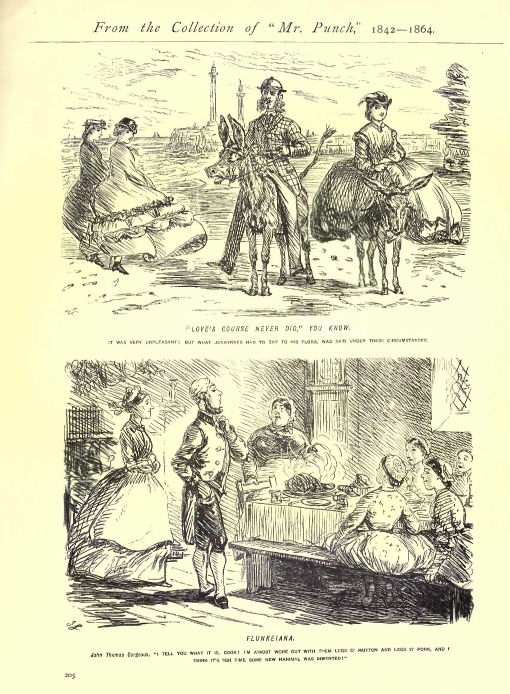 From the Collection of "Mr. Punch," 1842—1864.
"LOVE'S COURSE NEVER DID," YOU KNOW.
IT WAS VERY UNPLEASANT! BUT WHAT JENKYNNES HAD TO SAY TO HIS FLORA, WAS SAID UNDER THESE CIRCUMSTANCES.
FLUNKEIANA.
John Thomas Gorgeous. "I TELL YOU WHAT IT IS, COOK! I'M A'MOST WORE OUT WITH THEM LEGS O' MUTTON AND LEGS O' PORK, AND I
THINK IT'S 'IGH TIME SOME NEW HANIMAL WAS INWENTED!"
205